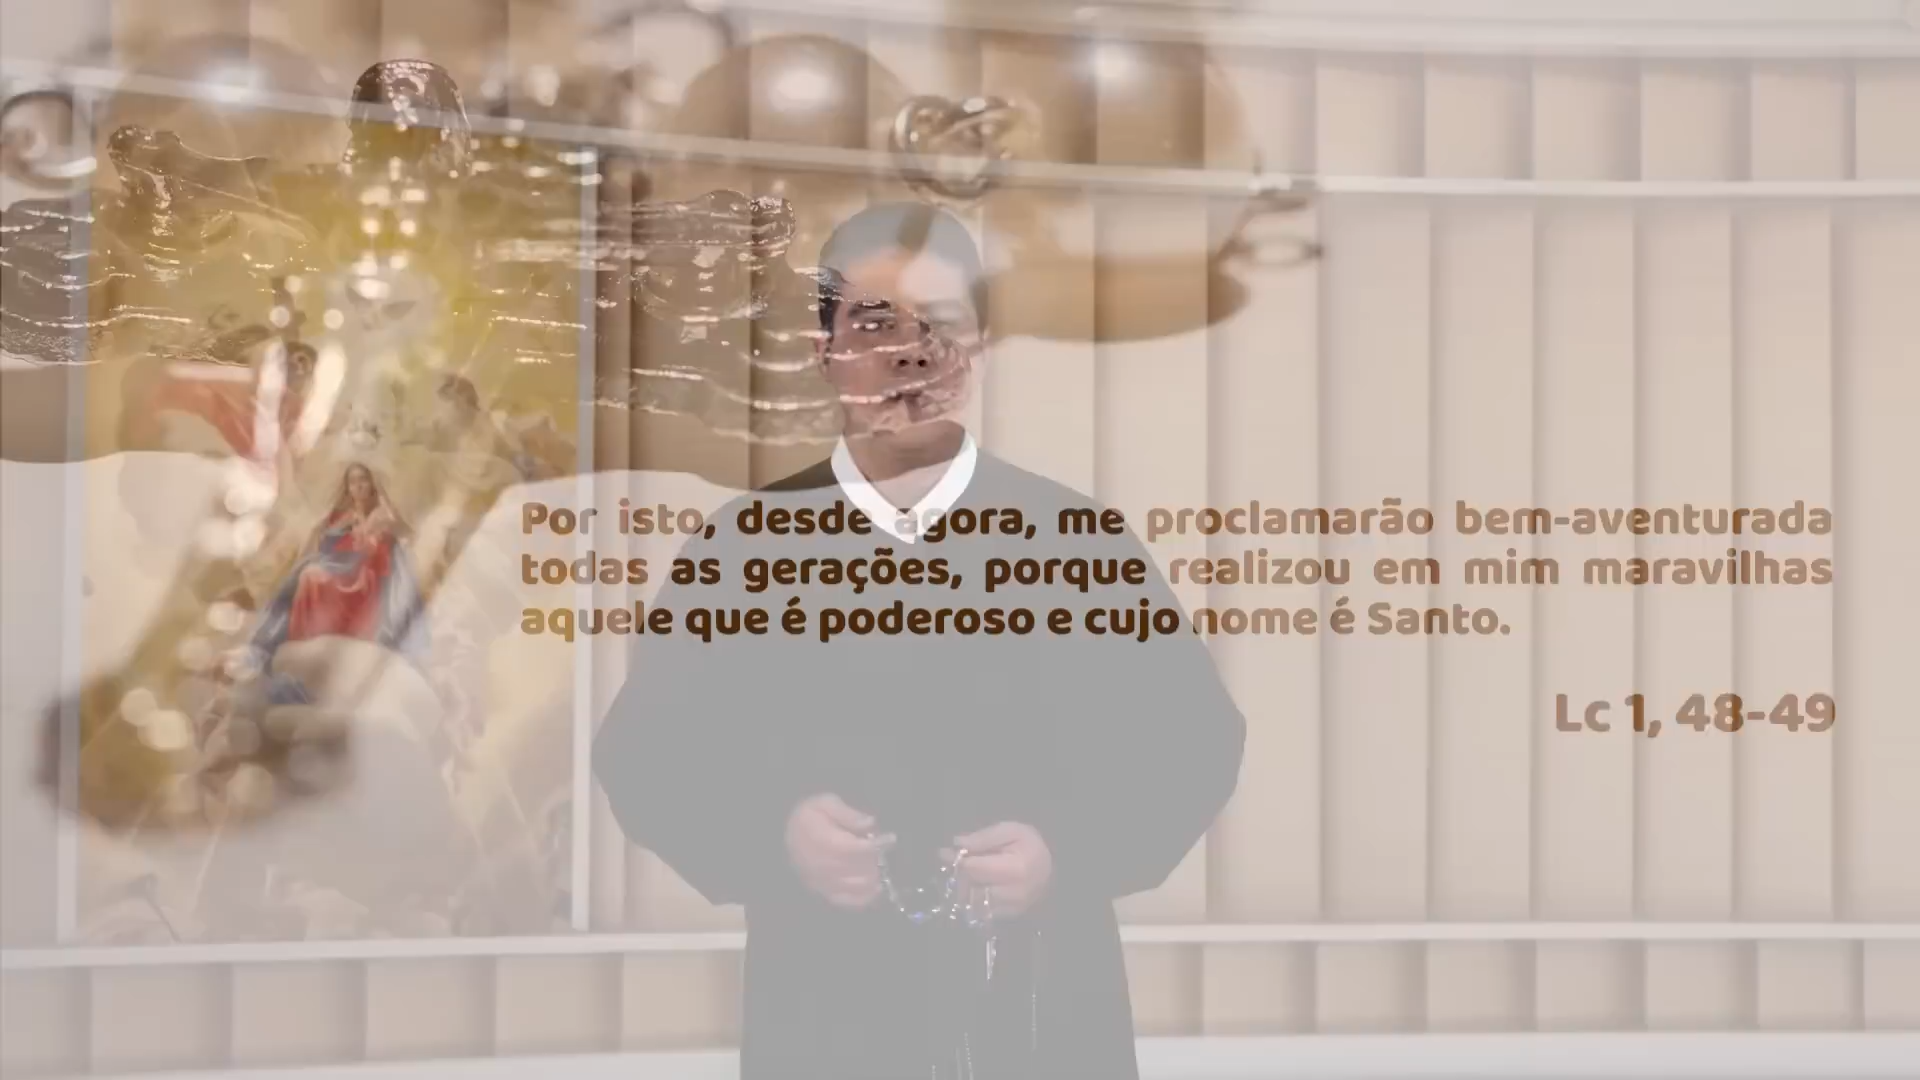 Por isto, desde agora, me proclamarão bem-aventurada
todas as gerações, porque realizou em mim maravilhas
aquele que é poderoso e cujo nome é Santo.
Lc 1, 48-49